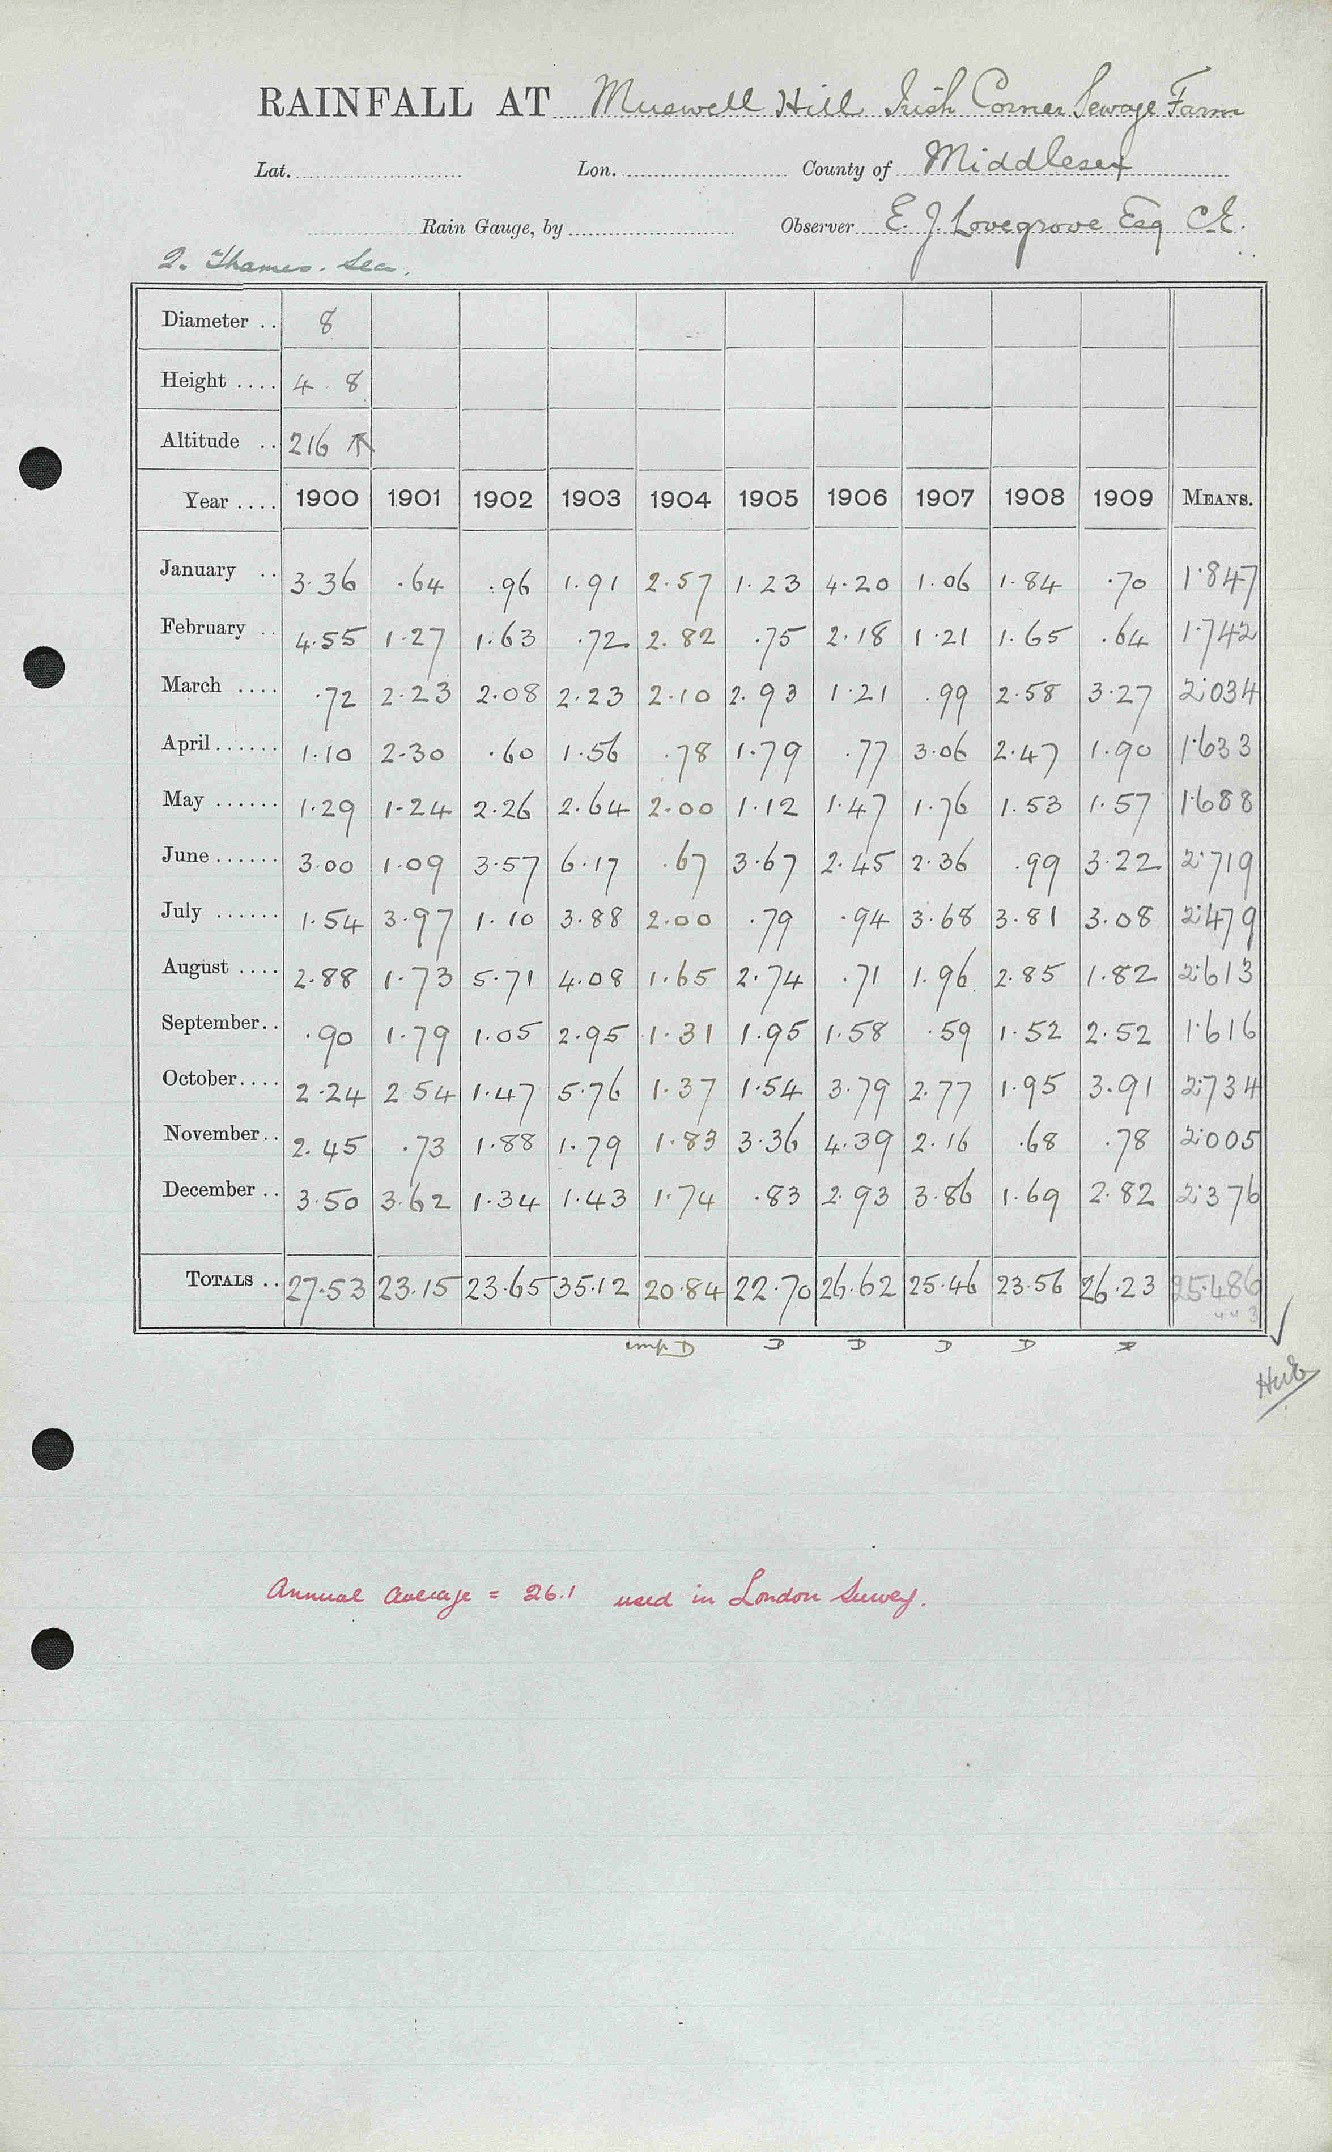 RAINFALL AT Muswell Hill Irish Corner Sewage Farm
Lat. Lon. County of Middlesex
Rain Gauge, by Observer E. J. Lovegrove Esq C.E.
2. Thames. Sea.
Diameter .. 8
Height .... 4 . 8
Altitude .. 216
Year .... 1900 1901 1902 1903 1904 1905 1906 1907 1908 1909 MEANS.
January .. 3.36 .64 .96 1.91 2.57 1.23 4.20 1.06 1.84 .70 1.847
February .. 4.55 1.27 1.63 .72 2.82 .75 2.18 1.21 1.65 .64 1.742
March .... .72 2.23 2.08 2.23 2.10 2.93 1.21 .99 2.58 3.27 2.034
April ...... 1.10 2.30 .60 1.56 .78 1.79 .77 3.06 2.47 1.90 1.633
May ...... 1.29 1.24 2.26 2.64 2.00 1.12 1.47 1.76 1.53 1.57 1.688
June ...... 3.00 1.09 3.57 6.17 .67 3.67 2.45 2.36 .99 3.22 2.719
July ...... 1.54 3.97 1.10 3.88 2.00 .79 .94 3.68 3.81 3.08 2.479
August .... 2.88 1.73 5.71 4.08 1.65 2.74 .71 1.96 2.85 1.82 2.613
September .. .90 1.79 1.05 2.95 1.31 1.95 1.58 .59 1.52 2.52 1.616
October .... 2.24 2.54 1.47 5.76 1.37 1.54 3.79 2.77 1.95 3.91 2.734
November .. 2.45 .73 1.88 1.79 1.83 3.36 4.39 2.16 .68 .78 2.005
December .. 3.50 3.62 1.34 1.43 1.74 .83 2.93 3.86 1.69 2.82 2.376
TOTALS .. 27.53 23.15 23.65 35.12 20.84 22.70 26.62 25.46 23.56 26.23 25.486
D D D D D
Annual average = 26.1 used in London Survey.